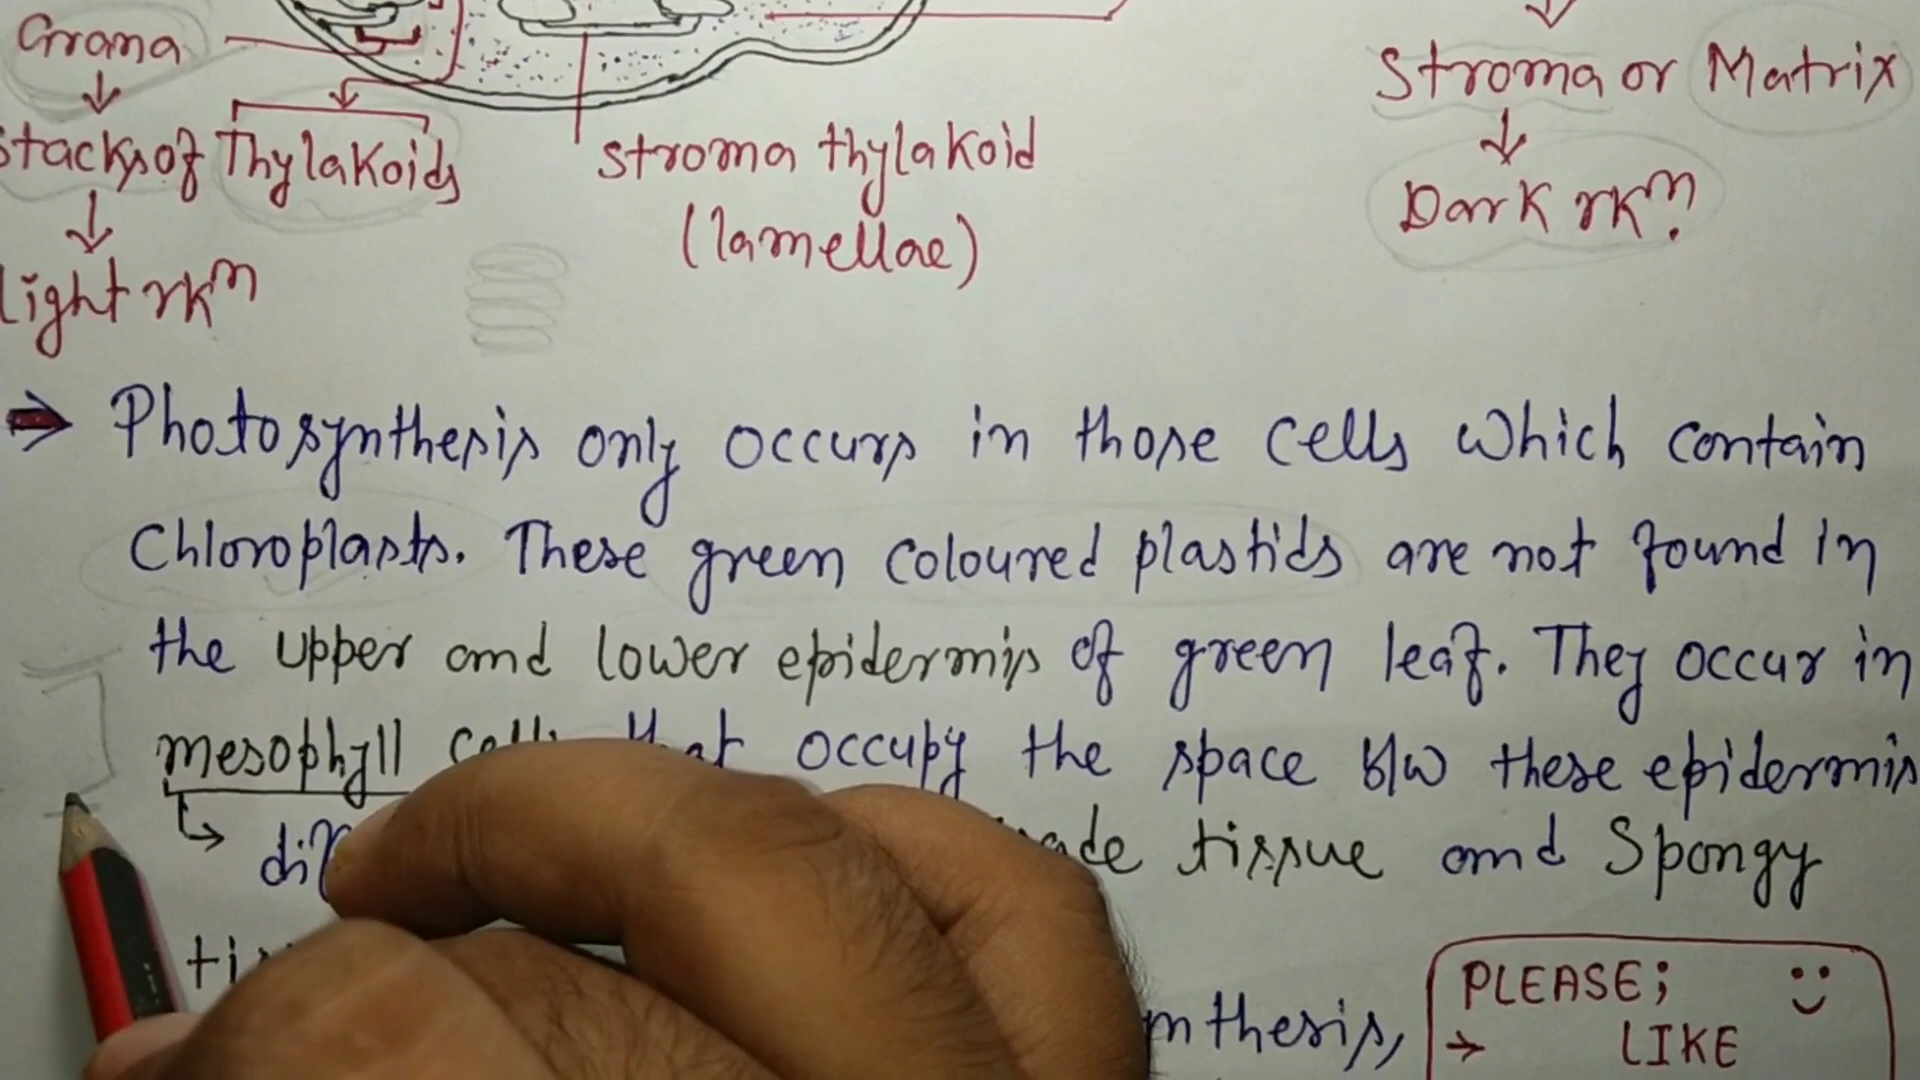 Grana
Stroma or Matrix
Stacks of Thylakoids
stroma thylakoid
(lamellae)
Dark rkn
light rkn
Photosynthesis only occurs in those cells which contain
Chloroplasts. These green coloured plastids are not found in
the upper and lower epidermis of green leaf. They occur in
mesophyll cells that occupy the space b/w these epidermis
tissue and Spongy
PLEASE;
→ LIKE